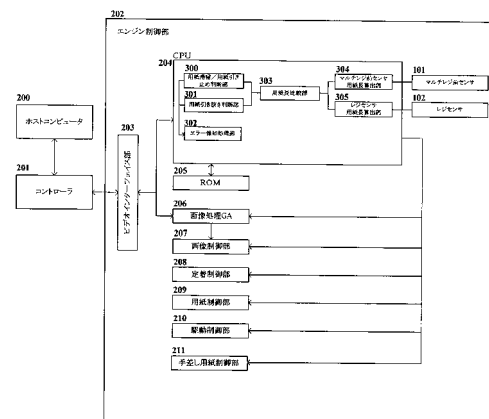 202
エンジン制御部
204
CPU
300
用紙滞留／用紙引き
止め判断部
301
用紙引き抜き判断部
302
エラー報知処理部
303
用紙長比較部
304
マルチレジ前センサ
用紙長算出部
305
レジセンサ
用紙長算出部
101
マルチレジ前センサ
102
レジセンサ
200
ホストコンピュータ
201
コントローラ
203
ビデオインターフェイス部
205
ROM
206
画像処理GA
207
画像制御部
208
定着制御部
209
用紙制御部
210
駆動制御部
211
手差し用紙制御部